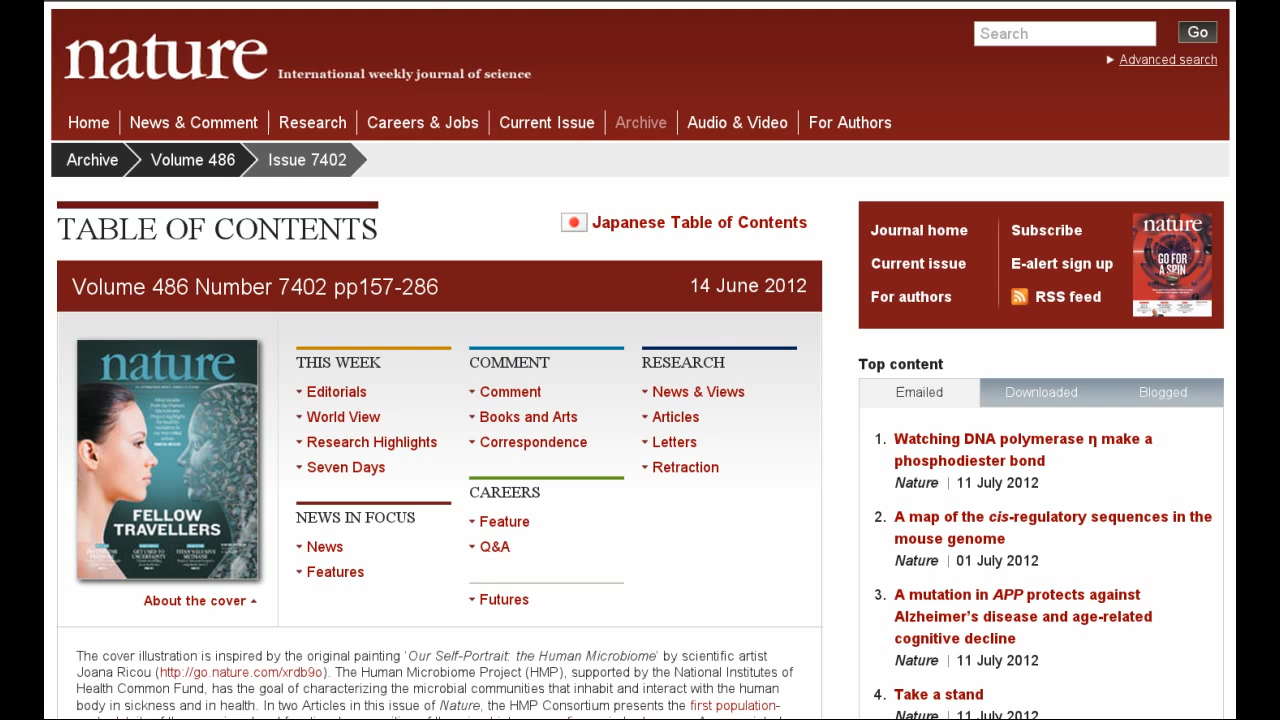 nature International weekly journal of science
Search
Go
Advanced search
Home
News & Comment
Research
Careers & Jobs
Current Issue
Archive
Audio & Video
For Authors
Archive
Volume 486
Issue 7402
TABLE OF CONTENTS
Japanese Table of Contents
Volume 486 Number 7402 pp157-286
14 June 2012
nature
FELLOW
TRAVELLERS
About the cover
THIS WEEK
Editorials
World View
Research Highlights
Seven Days
NEWS IN FOCUS
News
Features
COMMENT
Comment
Books and Arts
Correspondence
CAREERS
Feature
Q&A
Futures
RESEARCH
News & Views
Articles
Letters
Retraction
The cover illustration is inspired by the original painting 'Our Self-Portrait: the Human Microbiome' by scientific artist
Joana Ricou (http://go.nature.com/xrdb9o). The Human Microbiome Project (HMP), supported by the National Institutes of
Health Common Fund, has the goal of characterizing the microbial communities that inhabit and interact with the human
body in sickness and in health. In two Articles in this issue of Nature, the HMP Consortium presents the first population-
Journal home
Current issue
For authors
Subscribe
E-alert sign up
RSS feed
nature
GO FOR
A SPIN
Top content
Emailed
Downloaded
Blogged
1. Watching DNA polymerase η make a
phosphodiester bond
Nature | 11 July 2012
2. A map of the cis-regulatory sequences in the
mouse genome
Nature | 01 July 2012
3. A mutation in APP protects against
Alzheimer's disease and age-related
cognitive decline
Nature | 11 July 2012
4. Take a stand
Nature | 11 July 2012